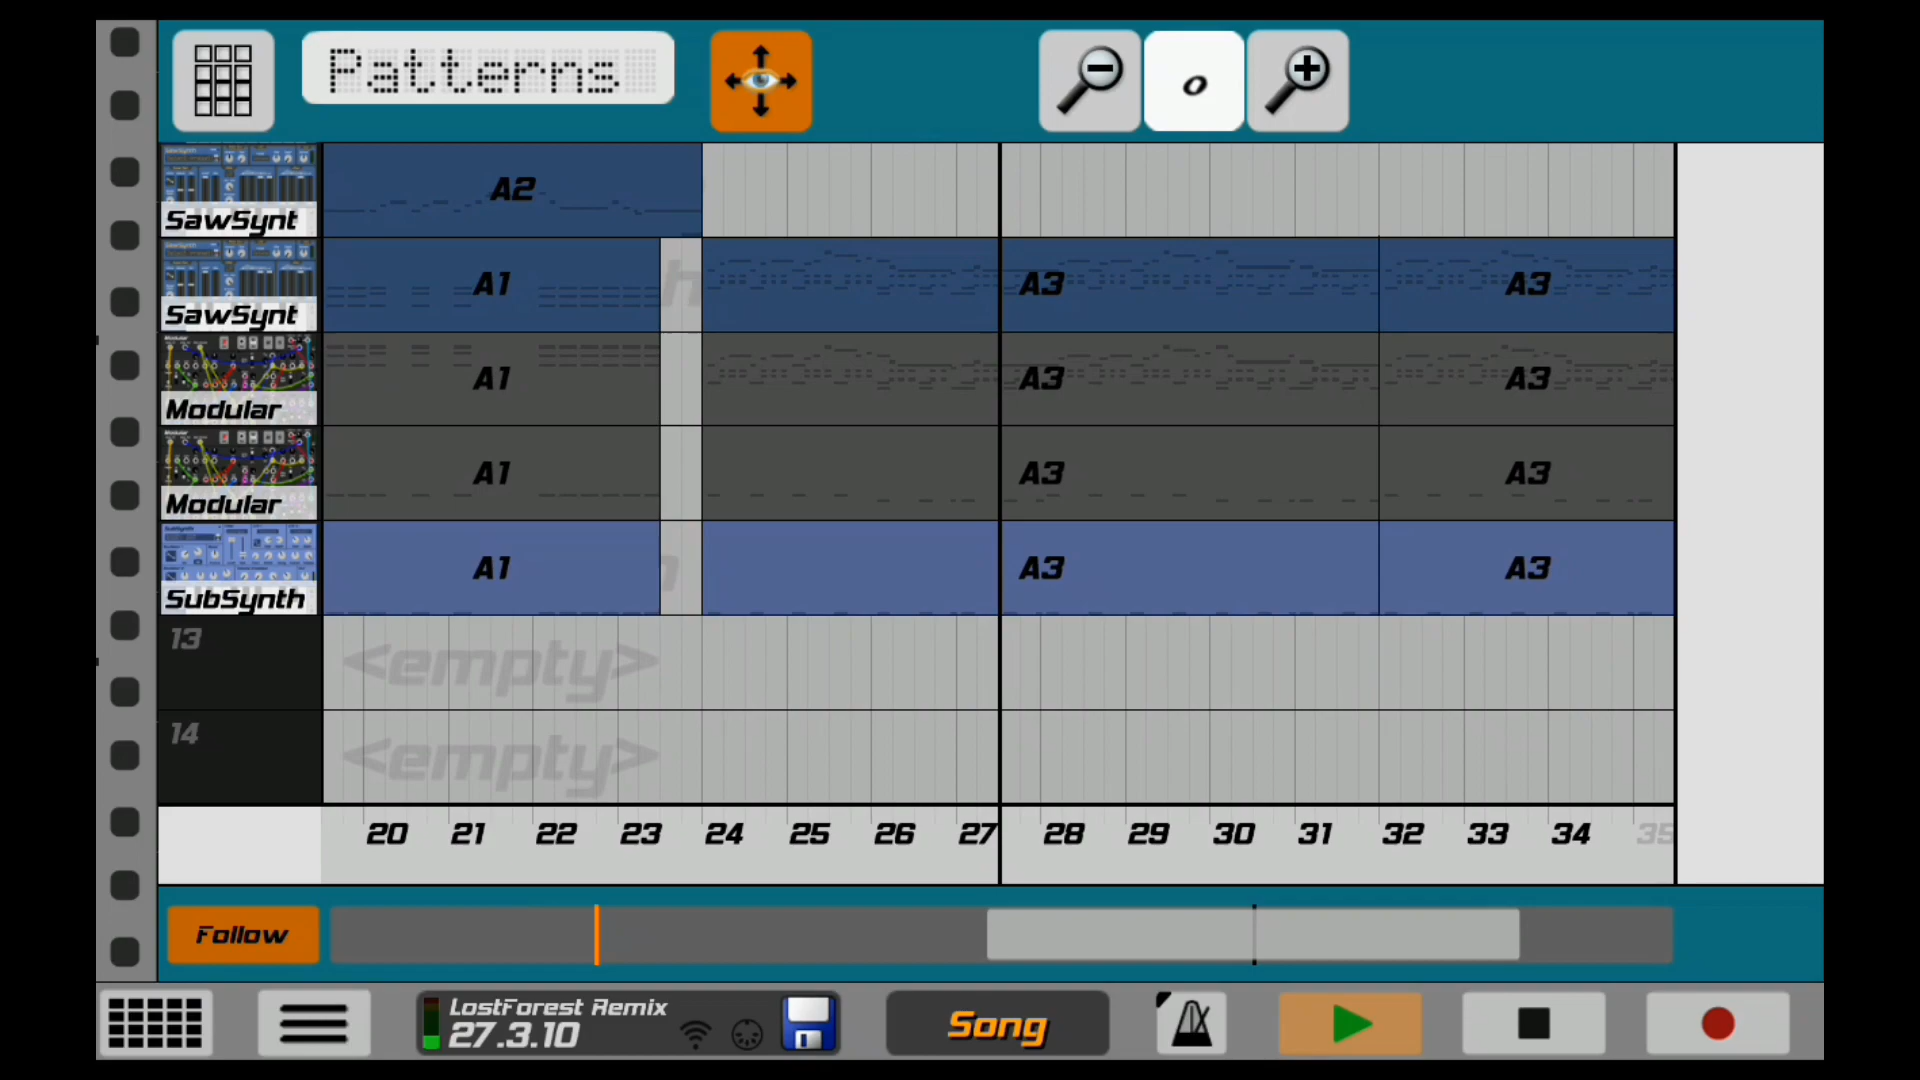 Patterns
o
SawSynt
A2
SawSynt
A1
A3
A3
Modular
A1
A3
A3
Modular
A1
A3
A3
SubSynth
A1
A3
A3
13
<empty>
14
<empty>
20 21 22 23 24 25 26 27 28 29 30 31 32 33 34 35
Follow
LostForest Remix
27.3.10
Song